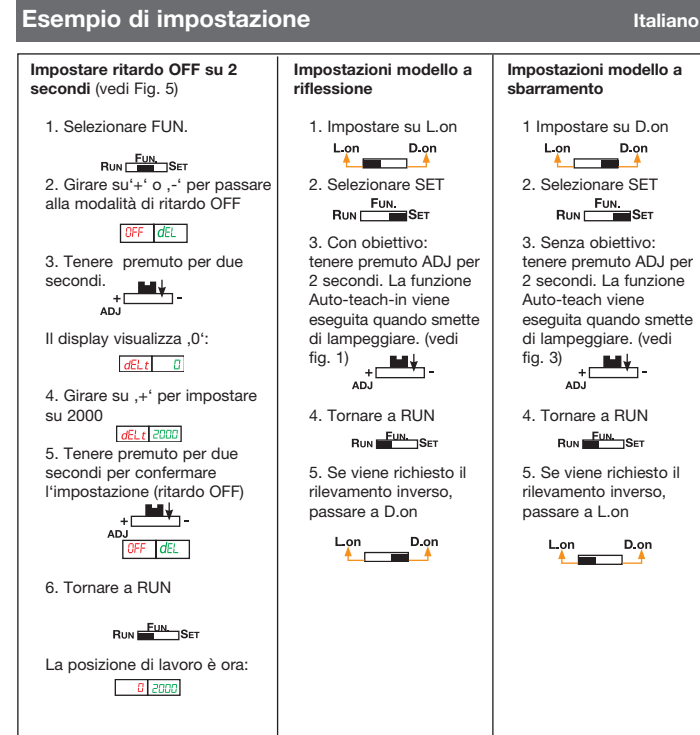 Esempio di impostazione
Italiano
Impostare ritardo OFF su 2
secondi (vedi Fig. 5)
1. Selezionare FUN.
RUN FUN. SET
2. Girare su‘+‘ o ‚-‘ per passare
alla modalità di ritardo OFF
OFF dEL
3. Tenere premuto per due
secondi.
+ -
ADJ
Il display visualizza ‚0‘:
dELt 0
4. Girare su ‚+‘ per impostare
su 2000
dELt 2000
5. Tenere premuto per due
secondi per confermare
l‘impostazione (ritardo OFF)
+ -
ADJ
OFF dEL
6. Tornare a RUN
RUN FUN. SET
La posizione di lavoro è ora:
0 2000
Impostazioni modello a
riflessione
1. Impostare su L.on
L.on D.on
2. Selezionare SET
FUN.
RUN SET
3. Con obiettivo:
tenere premuto ADJ per
2 secondi. La funzione
Auto-teach-in viene
eseguita quando smette
di lampeggiare. (vedi
fig. 1)
+ -
ADJ
4. Tornare a RUN
RUN FUN. SET
5. Se viene richiesto il
rilevamento inverso,
passare a D.on
L.on D.on
Impostazioni modello a
sbarramento
1 Impostare su D.on
L.on D.on
2. Selezionare SET
FUN.
RUN SET
3. Senza obiettivo:
tenere premuto ADJ per
2 secondi. La funzione
Auto-teach viene
eseguita quando smette
di lampeggiare. (vedi
fig. 3)
+ -
ADJ
4. Tornare a RUN
RUN FUN. SET
5. Se viene richiesto il
rilevamento inverso,
passare a L.on
L.on D.on